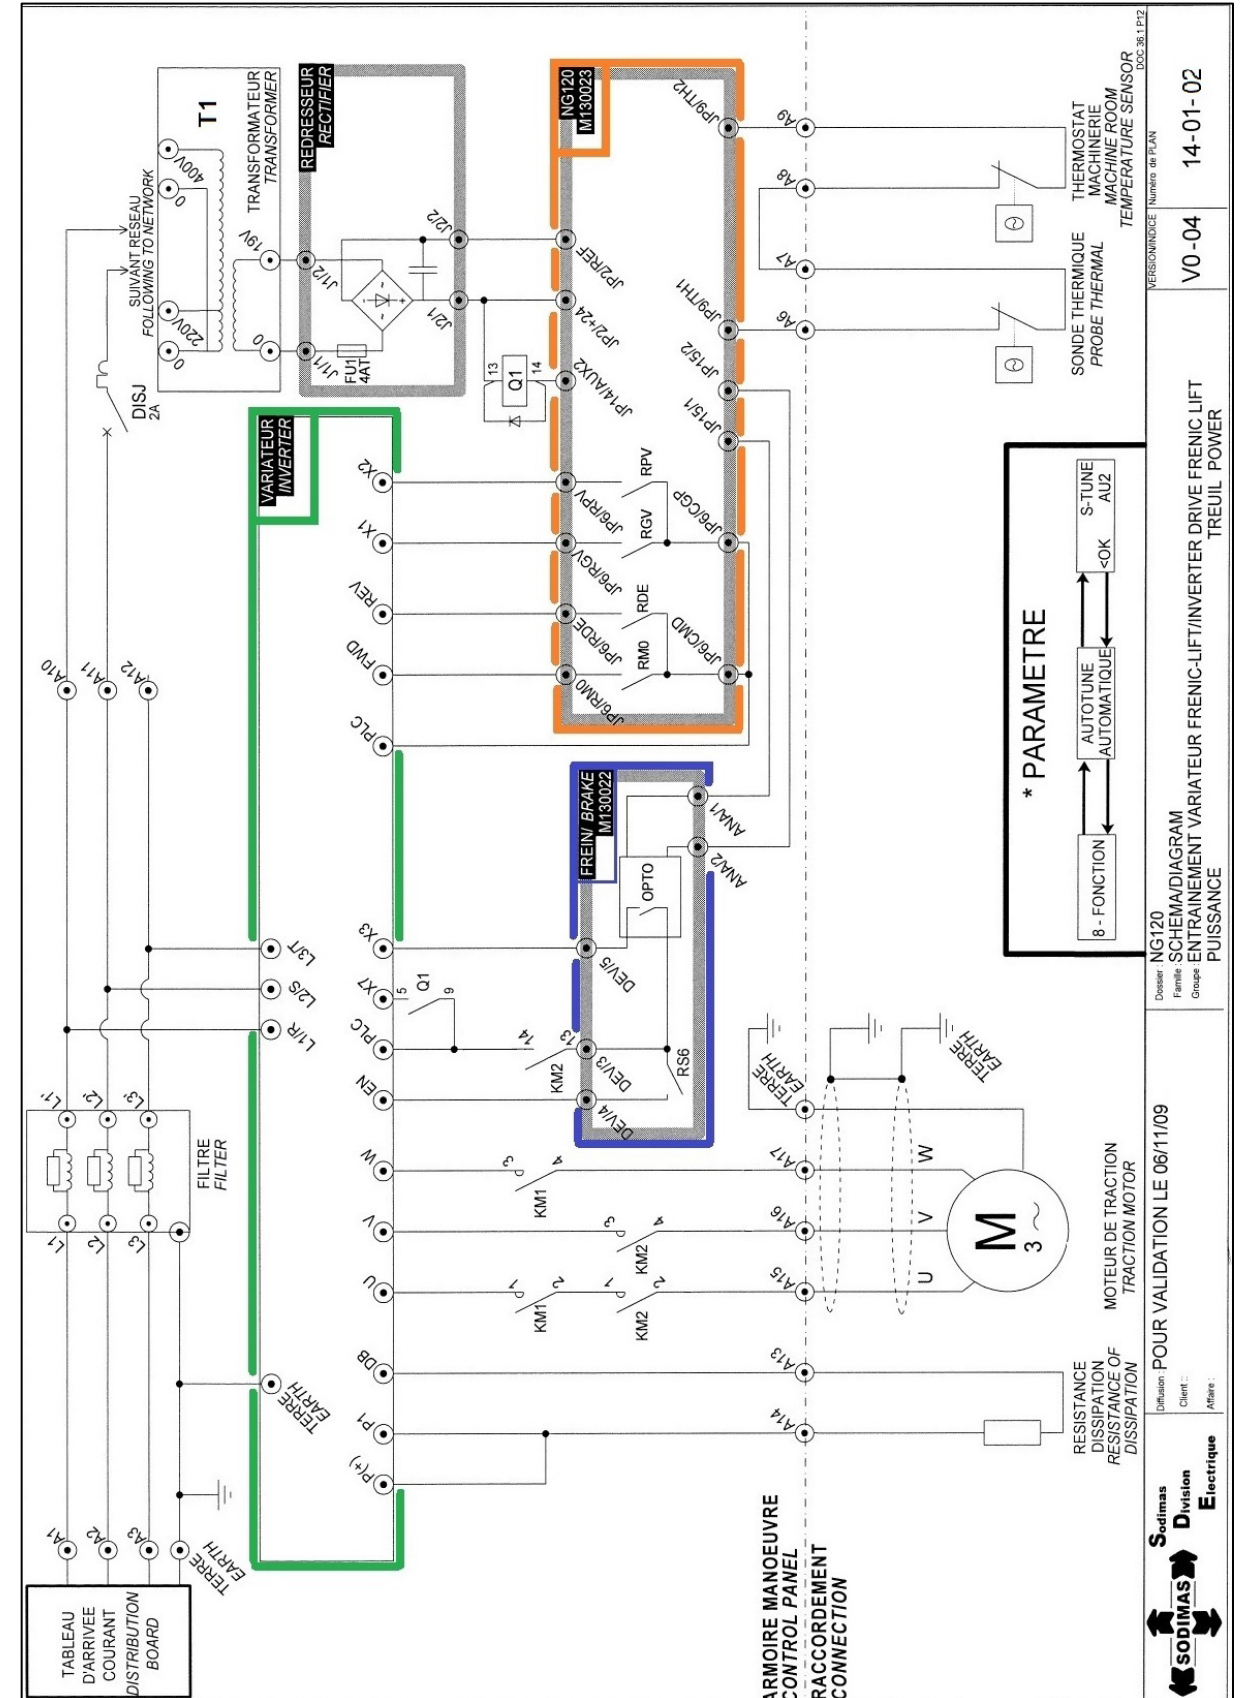 TABLEAU
D'ARRIVEE
COURANT
DISTRIBUTION
BOARD
A1
A2
A3
TERRE
EARTH
L1
L2
L3
L1'
L2'
L3'
FILTRE
FILTER
A10
A11
A12
DISJ
2A
SUIVANT RESEAU
FOLLOWING TO NETWORK
0
220V
0
400V
T1
0
19V
TRANSFORMATEUR
TRANSFORMER
REDRESSEUR
RECTIFIER
J1/1
J1/2
FU1
4AT
J2/1
J2/2
VARIATEUR
INVERTER
TERRE
EARTH
L1/R
L2/S
L3/T
P(+)
P1
DB
U
V
W
EN
PLC
X7
X3
PLC
FWD
REV
X1
X2
5
Q1
9
13
Q1
14
NG120
M130023
JP6/RM0
JP6/RDE
JP6/RGV
JP6/RPV
JP14/AUX2
JP2/+24
JP2/REF
RM0
RDE
RGV
RPV
JP6/CMD
JP6/CGP
JP15/1
JP15/2
JP9/TH1
JP9/TH2
FREIN/ BRAKE
M130022
DEV/4
DEV/3
DEV/5
RS6
OPTO
ANA/2
ANA/1
KM2
14
13
KM1
1
2
KM2
1
2
KM2
3
4
KM1
3
4
ARMOIRE MANOEUVRE
CONTROL PANEL
RACCORDEMENT
CONNECTION
A14
A13
A15
A16
A17
TERRE
EARTH
TERRE
EARTH
A6
A7
A8
A9
U
V
W
M
3 ~
RESISTANCE
DISSIPATION
RESISTANCE OF
DISSIPATION
MOTEUR DE TRACTION
TRACTION MOTOR
* PARAMETRE
8 - FONCTION
AUTOTUNE
AUTOMATIQUE
S-TUNE
AU2
<OK
SONDE THERMIQUE
PROBE THERMAL
THERMOSTAT
MACHINERIE
MACHINE ROOM
TEMPERATURE SENSOR
DOC 36.1 P12
SODIMAS
Sodimas
Division
Electrique
Diffusion : POUR VALIDATION LE 06/11/09
Client :
Affaire :
Dossier : NG120
Famille : SCHEMA/DIAGRAM
Groupe : ENTRAINEMENT VARIATEUR FRENIC-LIFT/INVERTER DRIVE FRENIC LIFT
PUISSANCE TREUIL POWER
VERSION/INDICE
V0-04
Numéro de PLAN
14-01-02